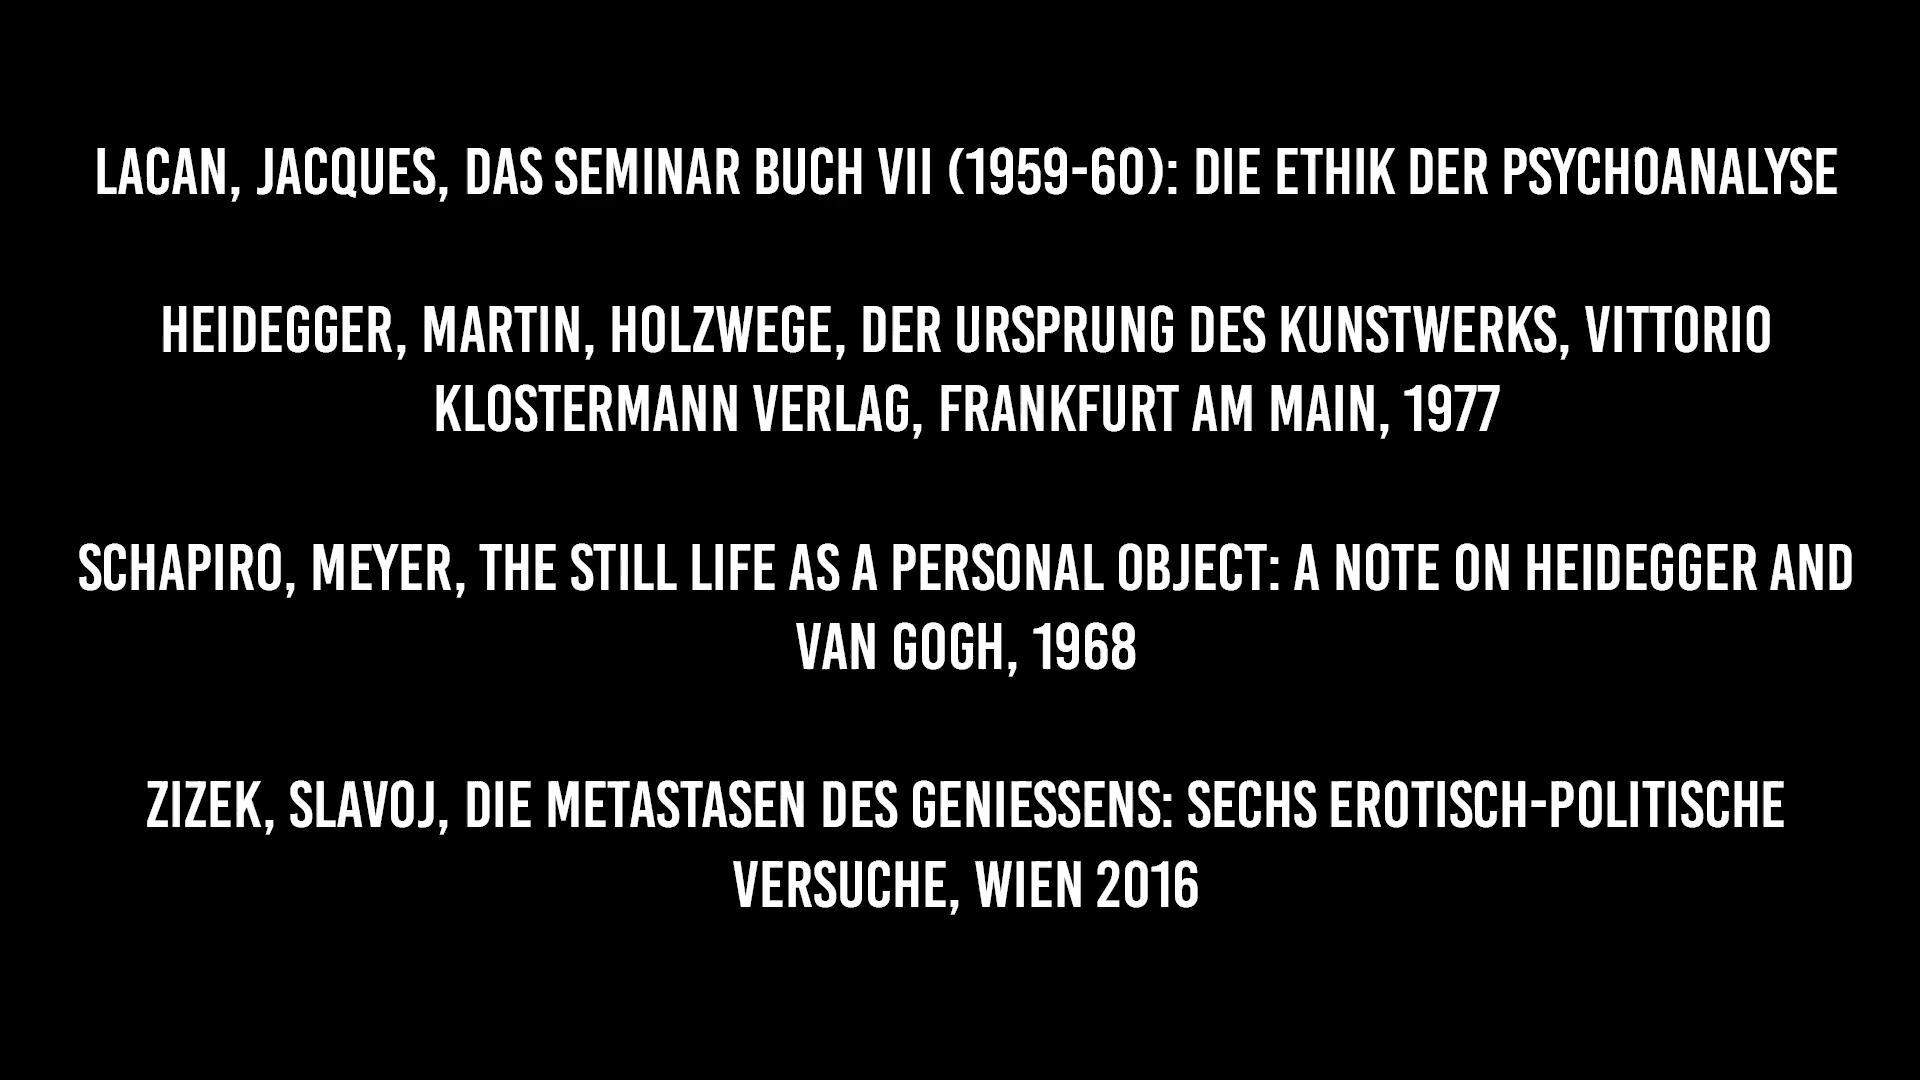 LACAN, JACQUES, DAS SEMINAR BUCH VII (1959-60): DIE ETHIK DER PSYCHOANALYSE
HEIDEGGER, MARTIN, HOLZWEGE, DER URSPRUNG DES KUNSTWERKS, VITTORIO
KLOSTERMANN VERLAG, FRANKFURT AM MAIN, 1977
SCHAPIRO, MEYER, THE STILL LIFE AS A PERSONAL OBJECT: A NOTE ON HEIDEGGER AND
VAN GOGH, 1968
ZIZEK, SLAVOJ, DIE METASTASEN DES GENIESSENS: SECHS EROTISCH-POLITISCHE
VERSUCHE, WIEN 2016